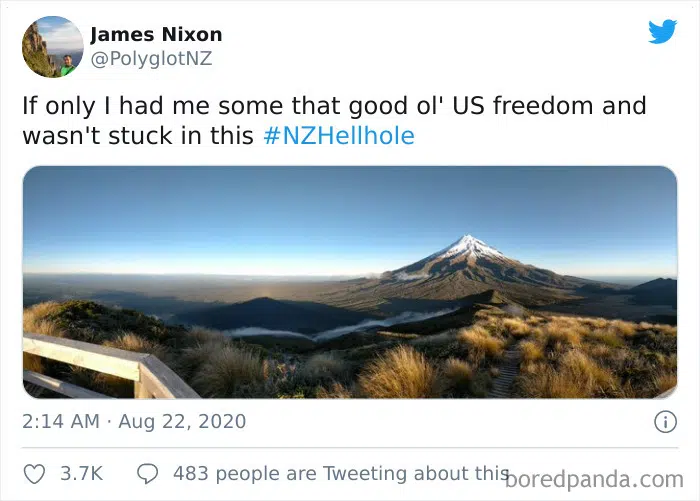 James Nixon
@PolyglotNZ
If only I had me some that good ol' US freedom and
wasn't stuck in this #NZHellhole
2:14 AM · Aug 22, 2020
3.7K 483 people are Tweeting about this
boredpanda.com